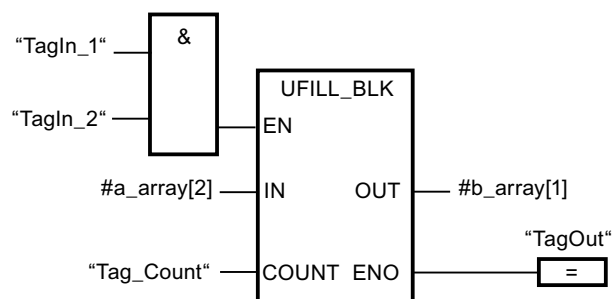 &
“TagIn_1“
UFILL_BLK
“TagIn_2“
EN
#a_array[2]
IN
OUT
#b_array[1]
“TagOut“
“Tag_Count“
COUNT
ENO
=